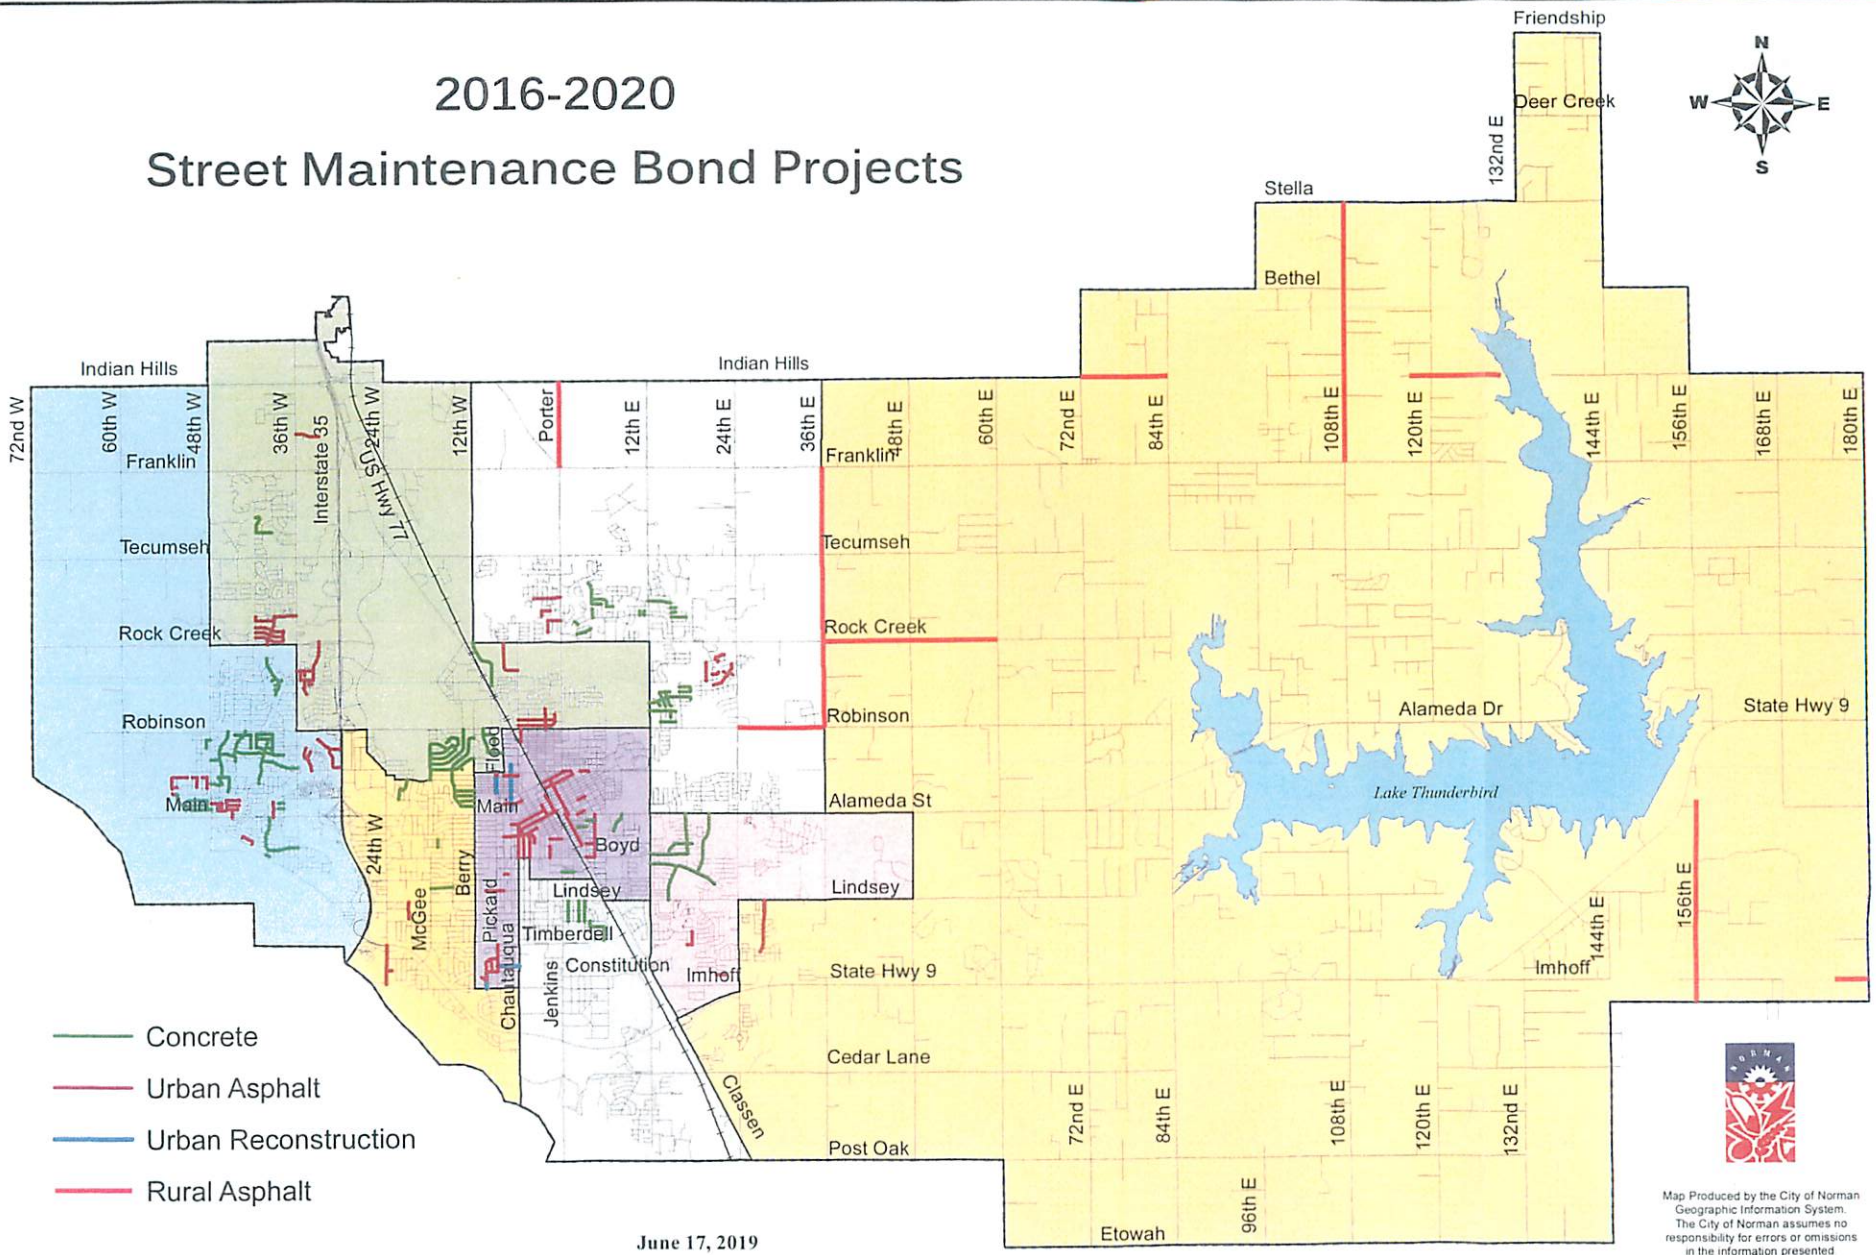 2016-2020
Street Maintenance Bond Projects
Friendship
N
W
E
S
Deer Creek
132nd E
Stella
Bethel
Indian Hills
Indian Hills
72nd W
60th W
48th W
36th W
Interstate 35
24th W
US Hwy 77
12th W
Porter
12th E
24th E
36th E
48th E
60th E
72nd E
84th E
108th E
120th E
144th E
156th E
168th E
180th E
Franklin
Franklin
Tecumseh
Tecumseh
Rock Creek
Rock Creek
Robinson
Robinson
Alameda Dr
State Hwy 9
Flood
Main
Main
Alameda St
Lake Thunderbird
24th W
Boyd
Berry
McGee
Pickard
Lindsey
Lindsey
Chautauqua
Timberdell
Jenkins
Constitution
Imhoff
State Hwy 9
144th E
156th E
Imhoff
Cedar Lane
Classen
Post Oak
72nd E
84th E
96th E
108th E
120th E
132nd E
Etowah
Concrete
Urban Asphalt
Urban Reconstruction
Rural Asphalt
June 17, 2019
NORMAN
Map Produced by the City of Norman
Geographic Information System.
The City of Norman assumes no
responsibility for errors or omissions
in the information presented